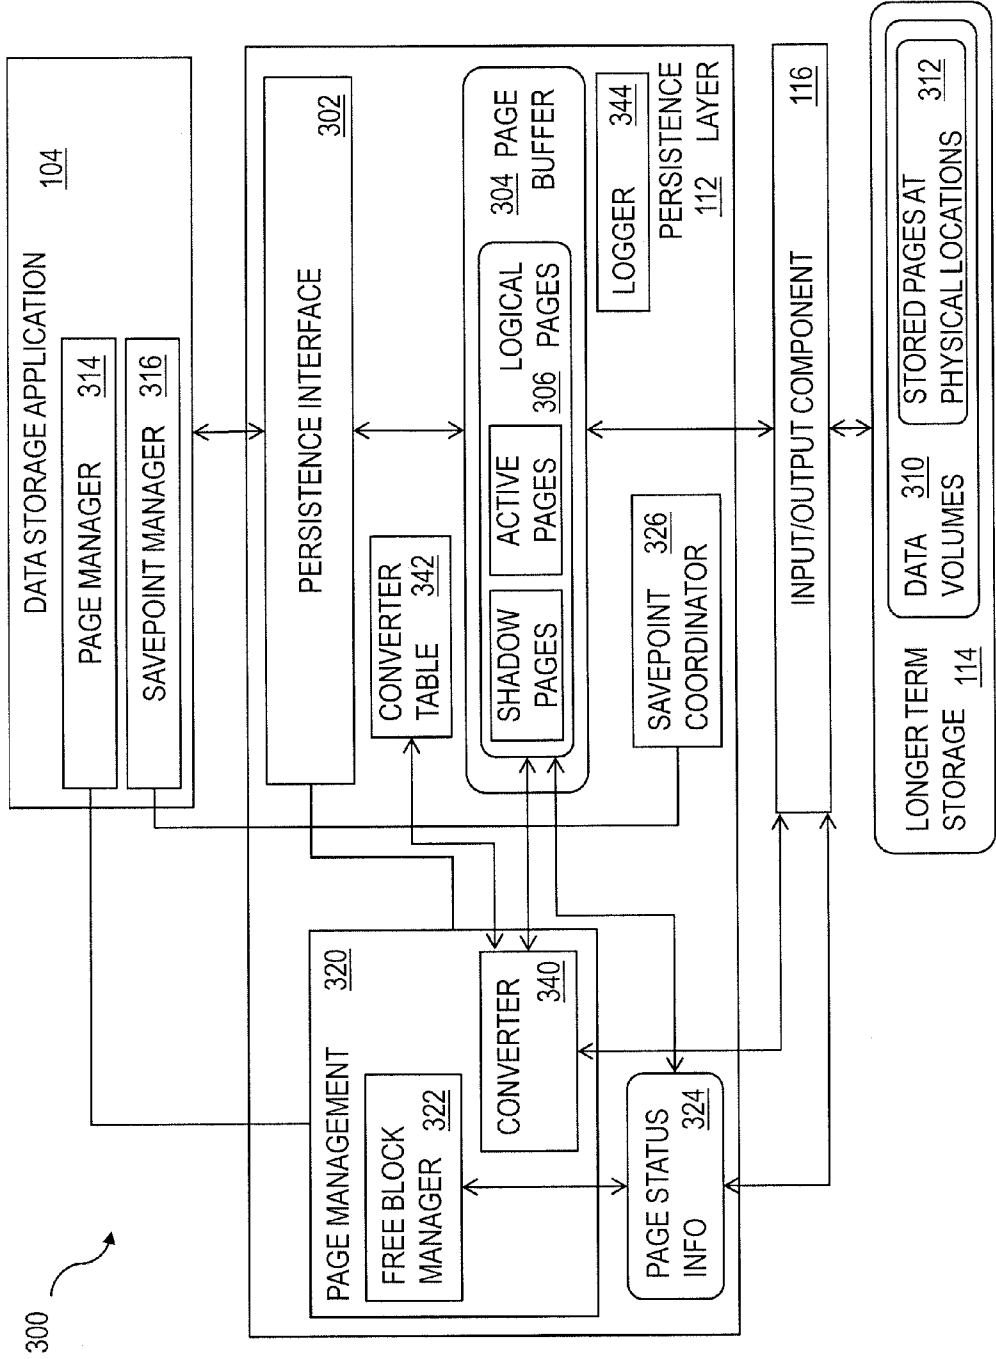 300
DATA STORAGE APPLICATION 104
PAGE MANAGER 314
SAVEPOINT MANAGER 316
PERSISTENCE INTERFACE 302
PAGE MANAGEMENT 320
FREE BLOCK
MANAGER 322
CONVERTER 340
CONVERTER
TABLE 342
304 PAGE
BUFFER
LOGICAL
306 PAGES
SHADOW
PAGES
ACTIVE
PAGES
PAGE STATUS
INFO 324
SAVEPOINT 326
COORDINATOR
LOGGER 344
PERSISTENCE
112 LAYER
INPUT/OUTPUT COMPONENT 116
LONGER TERM
STORAGE 114
DATA 310
VOLUMES
STORED PAGES AT 312
PHYSICAL LOCATIONS